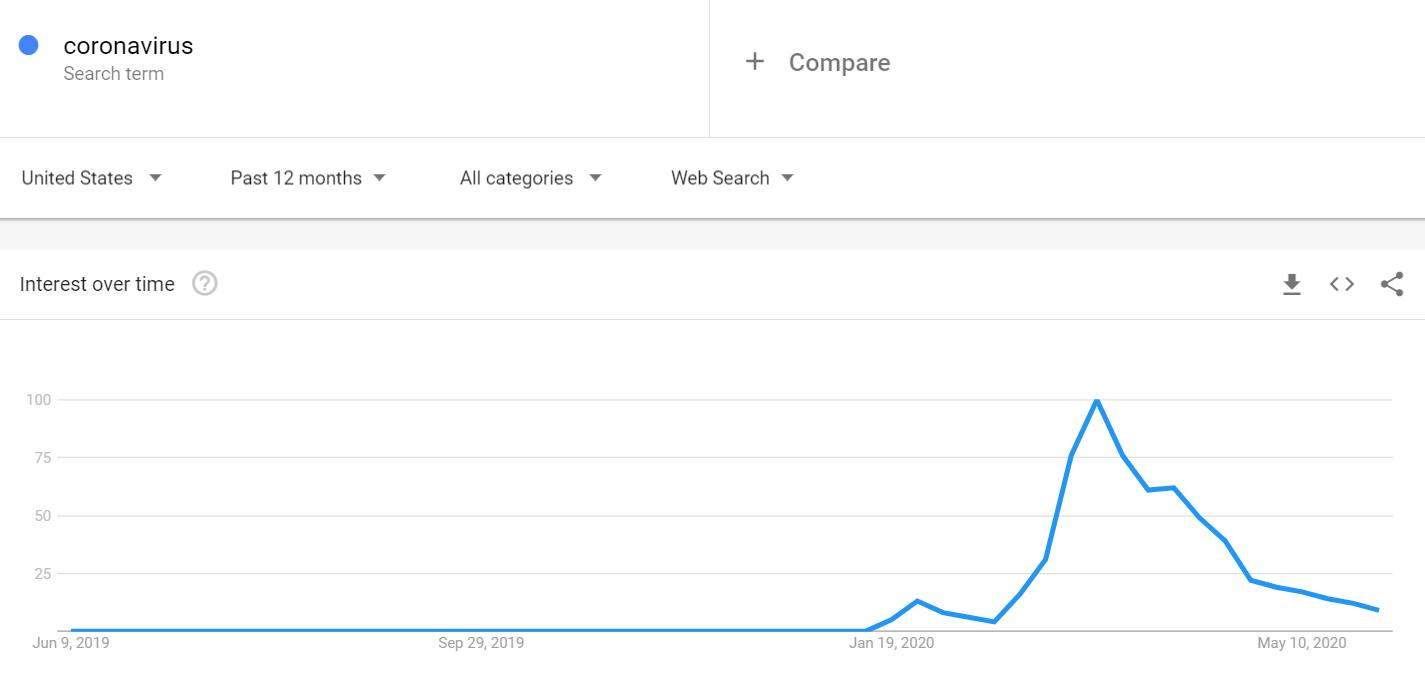 coronavirus
Search term
+ Compare
United States
Past 12 months
All categories
Web Search
Interest over time ?
100
75
50
25
Jun 9, 2019
Sep 29, 2019
Jan 19, 2020
May 10, 2020